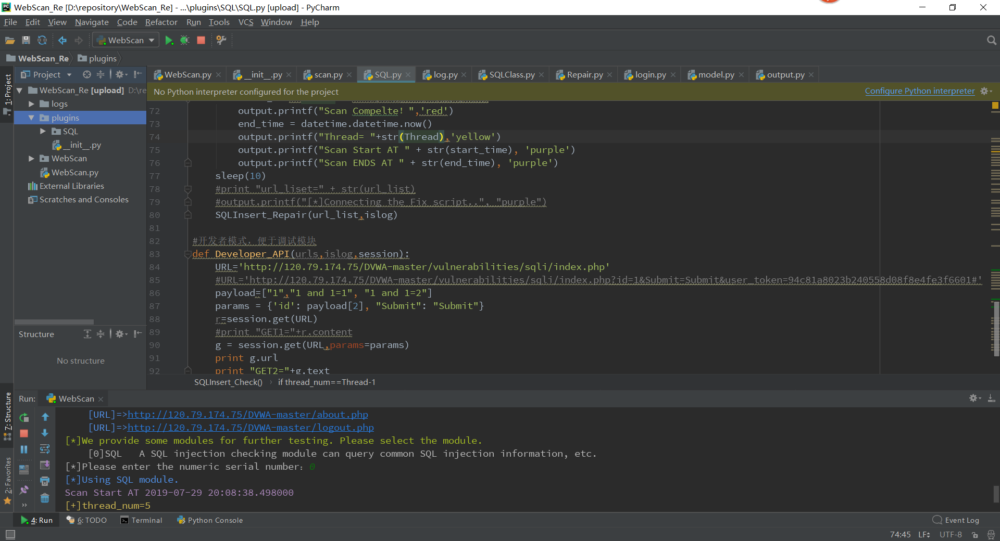 WebScan_Re [D:\repository\WebScan_Re] - ...\plugins\SQL\SQL.py [upload] - PyCharm
File Edit View Navigate Code Refactor Run Tools VCS Window Help
WebScan
WebScan_Re plugins
1: Project
Project
WebScan.py __init__.py scan.py SQL.py log.py SQLClass.py Repair.py login.py model.py output.py
WebScan_Re [upload] D:\re
logs
plugins
SQL
__init__.py
WebScan
WebScan.py
External Libraries
Scratches and Consoles
No Python interpreter configured for the project Configure Python interpreter
72 output.printf("Scan Compelte! ",'red')
73 end_time = datetime.datetime.now()
74 output.printf("Thread= "+str(Thread),'yellow')
75 output.printf("Scan Start AT " + str(start_time), 'purple')
76 output.printf("Scan ENDS AT " + str(end_time), 'purple')
77 sleep(10)
78 #print "url_liset=" + str(url_list)
79 #output.printf("[*]Connecting the Fix script..", "purple")
80 SQLInsert_Repair(url_list,islog)
81
82 #开发者模式，便于调试模块
83 def Developer_API(urls,islog,session):
84 URL='http://120.79.174.75/DVWA-master/vulnerabilities/sqli/index.php'
85 #URL='http://120.79.174.75/DVWA-master/vulnerabilities/sqli/index.php?id=1&Submit=Submit&user_token=94c81a8023b240558d08f8e4fe3f6601#'
86 payload=["1","1 and 1=1", "1 and 1=2"]
87 params = {'id': payload[2], "Submit": "Submit"}
88 r=session.get(URL)
89 #print "GET1="+r.content
90 g = session.get(URL,params=params)
91 print g.url
92 print "GET2="+g.text
SQLInsert_Check() if thread_num==Thread-1
Structure
No structure
7: Structure
2: Favorites
Run: WebScan
[URL]=>http://120.79.174.75/DVWA-master/about.php
[URL]=>http://120.79.174.75/DVWA-master/logout.php
[*]We provide some modules for further testing. Please select the module.
[0]SQL A SQL injection checking module can query common SQL injection information, etc.
[*]Please enter the numeric serial number: 0
[*]Using SQL module.
Scan Start AT 2019-07-29 20:08:38.498000
[+]thread_num=5
4: Run 6: TODO Terminal Python Console Event Log
74:45 LF UTF-8